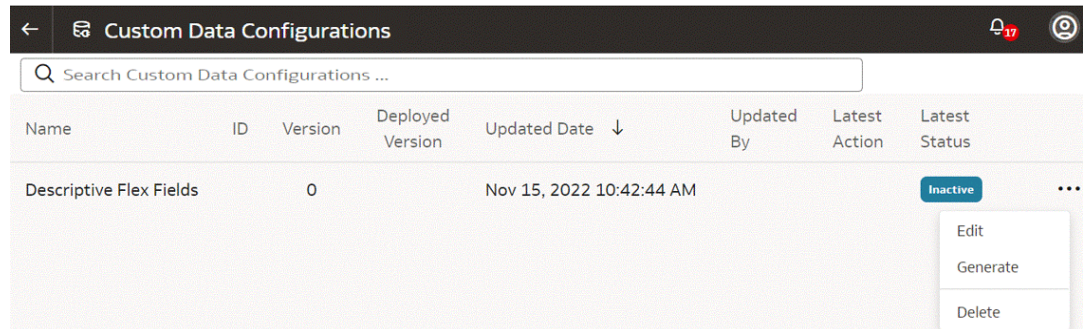 Custom Data Configurations
17
Search Custom Data Configurations ...
Name ID Version Deployed Version Updated Date ↓ Updated By Latest Action Latest Status
Descriptive Flex Fields 0 Nov 15, 2022 10:42:44 AM Inactive ...
Edit
Generate
Delete